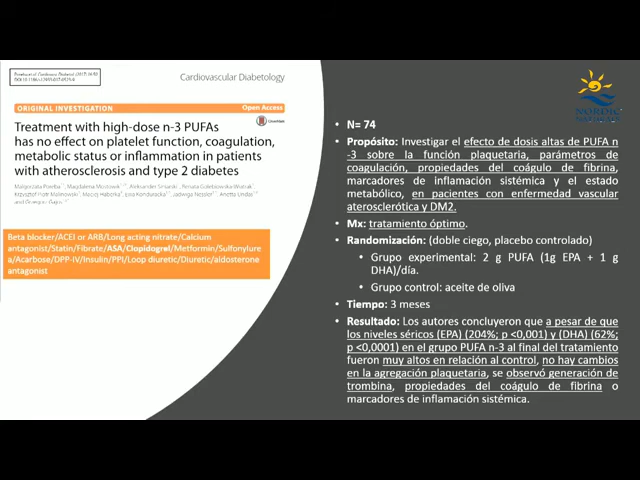 Cardiovascular Diabetology
ORIGINAL INVESTIGATION
Open Access
Treatment with high-dose n-3 PUFAs
has no effect on platelet function, coagulation,
metabolic status or inflammation in patients
with atherosclerosis and type 2 diabetes
Beta blocker/ACEI or ARB/Long acting nitrate/Calcium
antagonist/Statin/Fibrate/ASA/Clopidogrel/Metformin/Sulfonylure
a/Acarbose/DPP-IV/Insulin/PPI/Loop diuretic/Diuretic/aldosterone
antagonist
NORDIC
• N= 74
• Propósito: Investigar el efecto de dosis altas de PUFA n
-3 sobre la función plaquetaria, parámetros de
coagulación, propiedades del coágulo de fibrina,
marcadores de inflamación sistémica y el estado
metabólico, en pacientes con enfermedad vascular
aterosclerótica y DM2.
• Mx: tratamiento óptimo.
• Randomización: (doble ciego, placebo controlado)
• Grupo experimental: 2 g PUFA (1g EPA + 1 g
DHA)/día.
• Grupo control: aceite de oliva
• Tiempo: 3 meses
• Resultado: Los autores concluyeron que a pesar de que
los niveles séricos (EPA) (204%; p <0,001) y (DHA) (62%;
p <0,0001) en el grupo PUFA n-3 al final del tratamiento
fueron muy altos en relación al control, no hay cambios
en la agregación plaquetaria, se observó generación de
trombina, propiedades del coágulo de fibrina o
marcadores de inflamación sistémica.